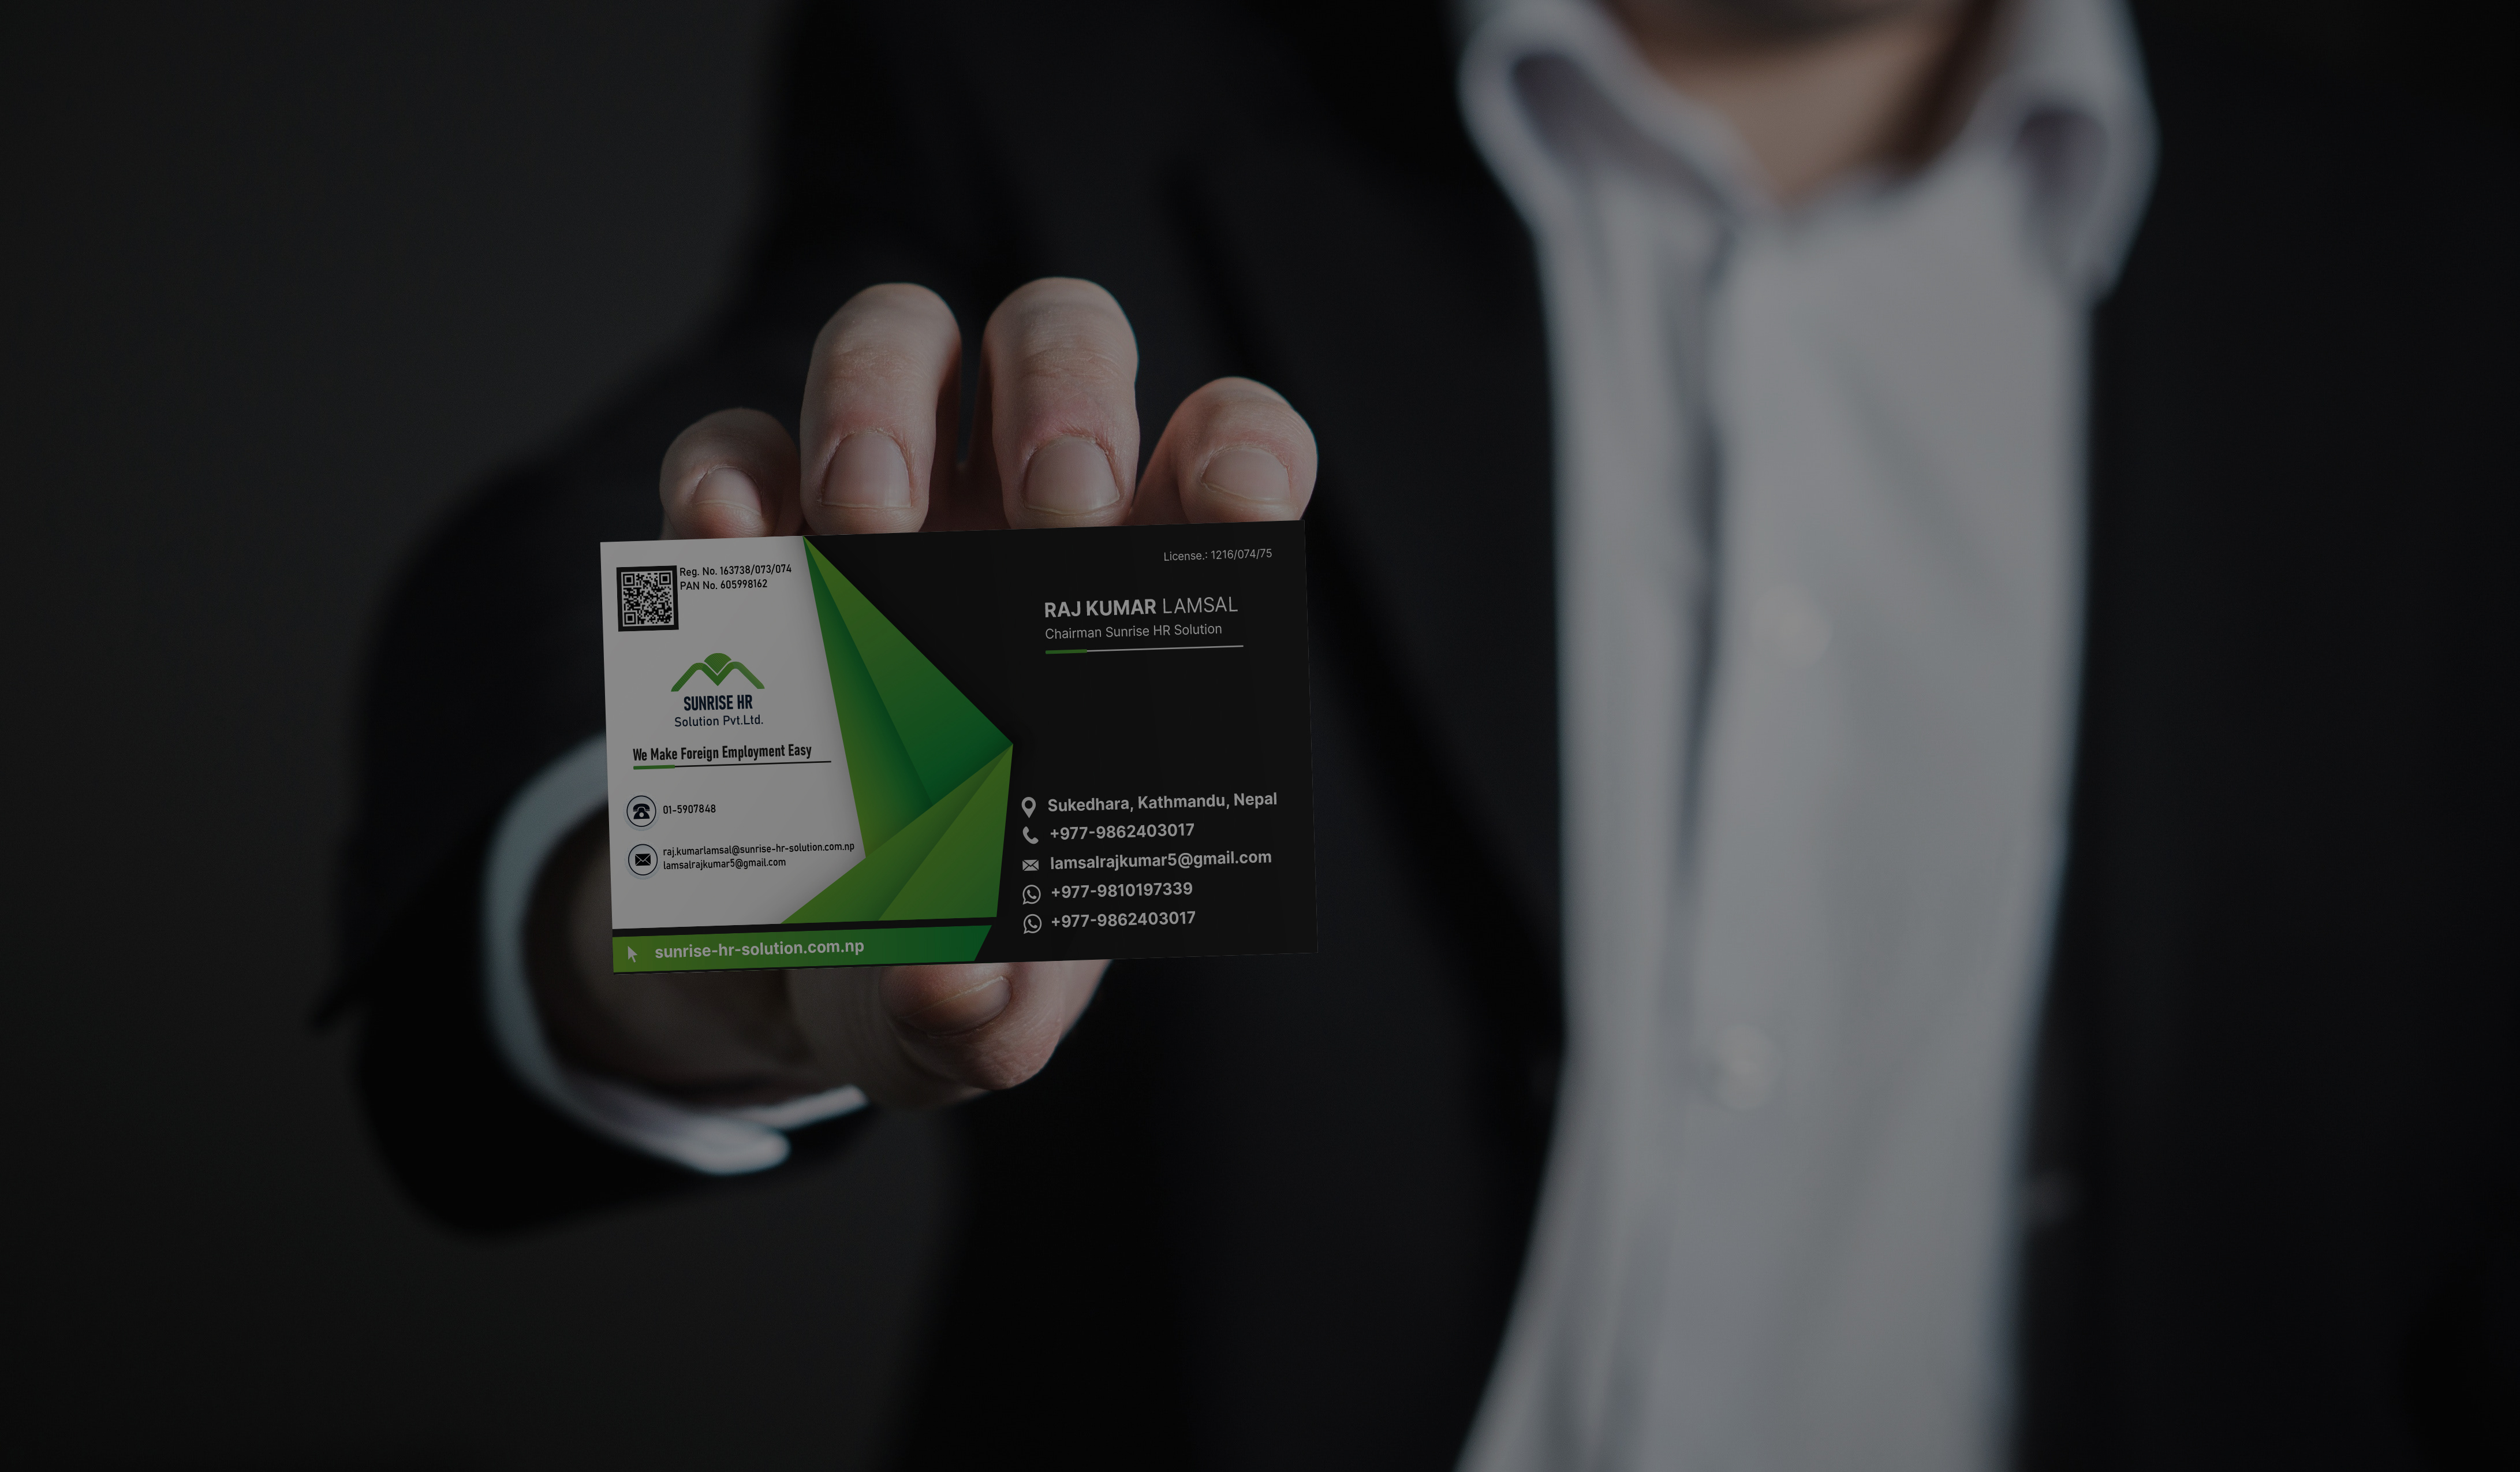 Reg. No. 163738/073/074
PAN No. 605998162
SUNRISE HR
Solution Pvt.Ltd.
We Make Foreign Employment Easy
01-5907848
raj.kumarlamsal@sunrise-hr-solution.com.np
lamsalrajkumar5@gmail.com
sunrise-hr-solution.com.np
License.: 1216/074/75
RAJ KUMAR LAMSAL
Chairman Sunrise HR Solution
Sukedhara, Kathmandu, Nepal
+977-9862403017
lamsalrajkumar5@gmail.com
+977-9810197339
+977-9862403017